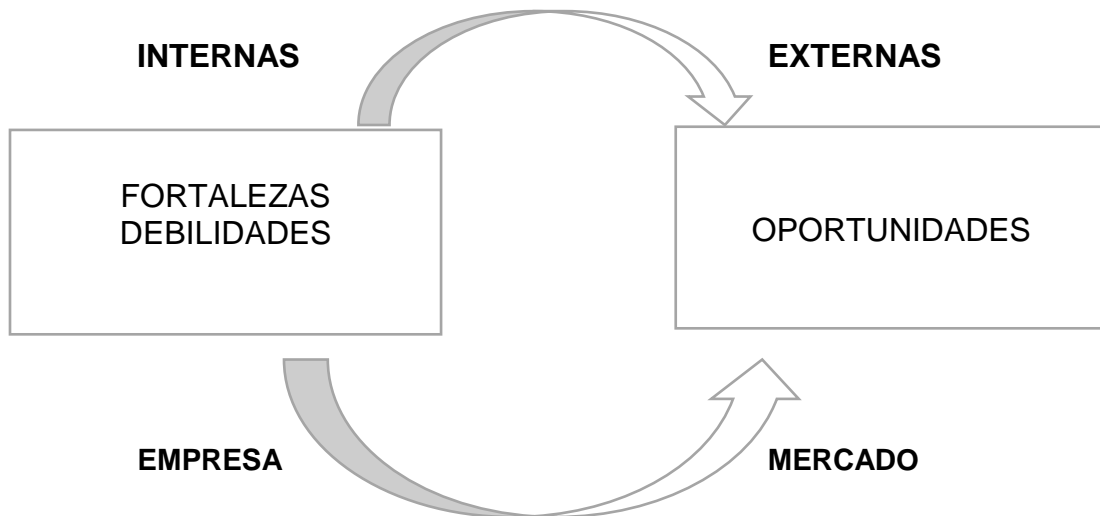 INTERNAS
EXTERNAS
FORTALEZAS
DEBILIDADES
OPORTUNIDADES
EMPRESA
MERCADO